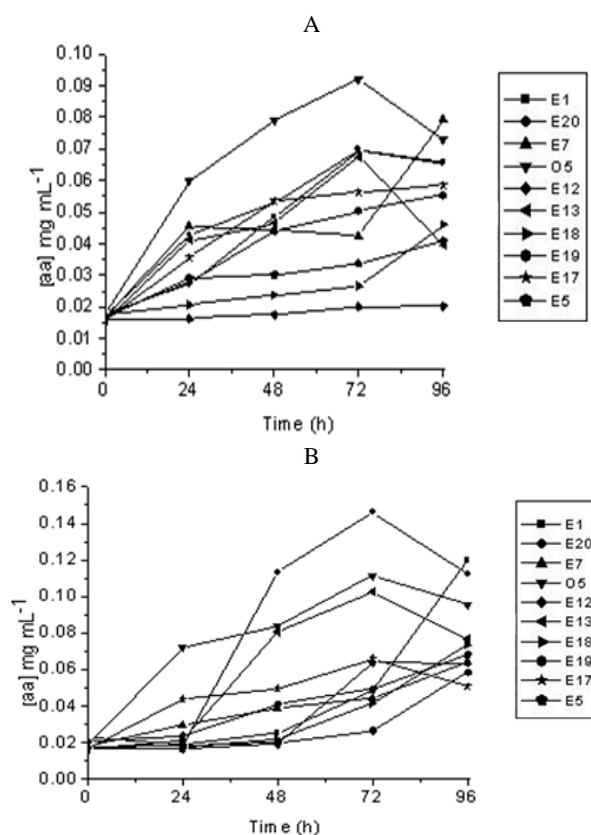 A
0.10
0.09
0.08
0.07
0.06
0.05
0.04
0.03
0.02
0.01
0.00
[aa] mg mL-1
0 24 48 72 96
Time (h)
E1
E20
E7
O5
E12
E13
E18
E19
E17
E5
B
0.16
0.14
0.12
0.10
0.08
0.06
0.04
0.02
0.00
[aa] mg mL-1
0 24 48 72 96
Time (h)
E1
E20
E7
O5
E12
E13
E18
E19
E17
E5